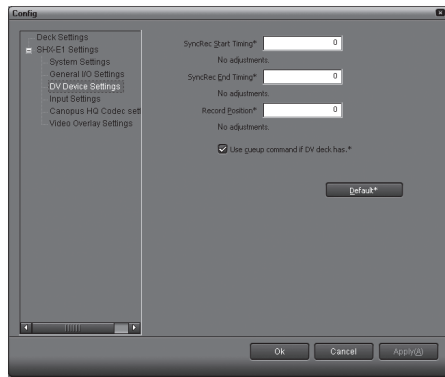 Config
Deck Settings
SHX-E1 Settings
System Settings
General I/O Settings
DV Device Settings
Input Settings
Canopus HQ Codec sett
Video Overlay Settings
SyncRec Start Timing* 0
No adjustments.
SyncRec End Timing* 0
No adjustments.
Record Position* 0
No adjustments.
Use queup command if DV deck has.*
Default*
Ok Cancel Apply(A)